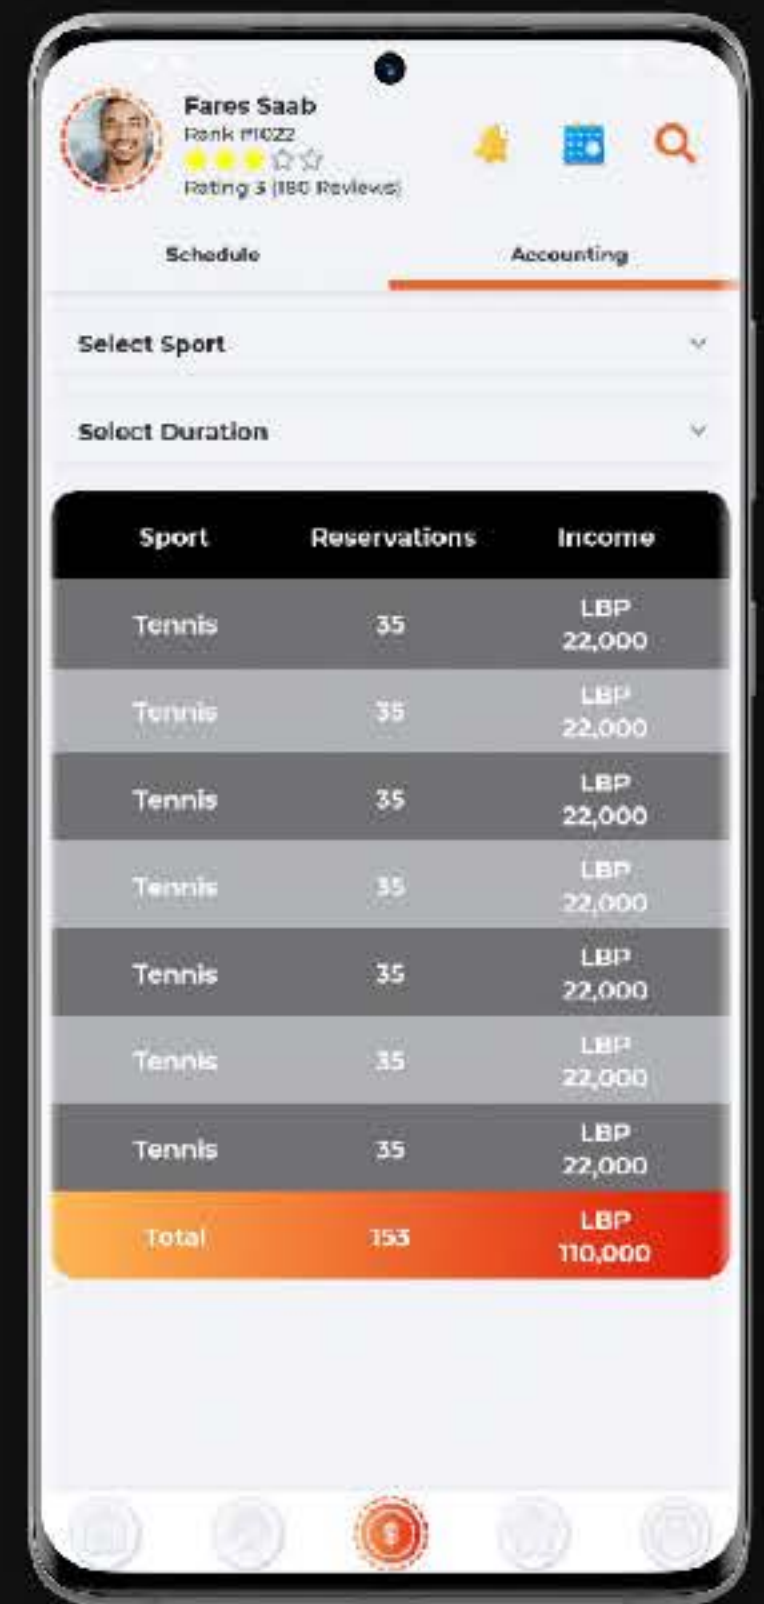 Fares Saab
Rank #1022
Rating 3 (180 Reviews)
Schedule Accounting
Select Sport
Select Duration
Sport Reservations Income
Tennis 35 LBP 22,000
Tennis 35 LBP 22,000
Tennis 35 LBP 22,000
Tennis 35 LBP 22,000
Tennis 35 LBP 22,000
Tennis 35 LBP 22,000
Tennis 35 LBP 22,000
Total 153 LBP 110,000